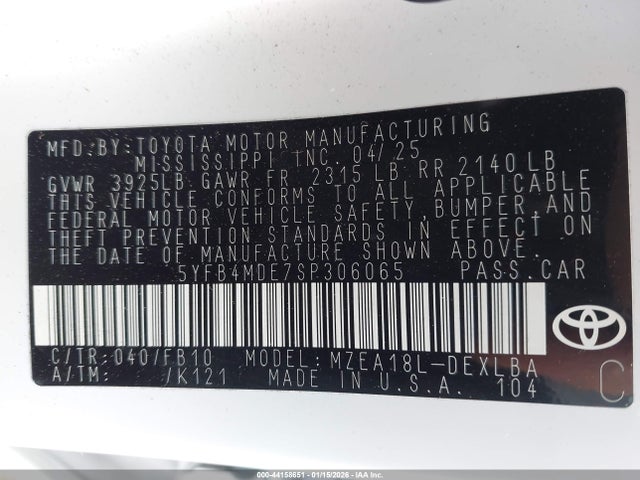 MFD.BY:TOYOTA MOTOR MANUFACTURING
MISSISSIPPI INC. 04/25
GVWR 3925LB GAWR FR 2315 LB RR 2140 LB
THIS VEHICLE CONFORMS TO ALL APPLICABLE
FEDERAL MOTOR VEHICLE SAFETY,BUMPER,AND
THEFT PREVENTION STANDARDS IN EFFECT ON
THE DATE OF MANUFACTURE SHOWN ABOVE.
5YFB4MDE7SP306065 PASS.CAR
C/TR:040/FB10 MODEL:MZEA18L-DEXLBA
A/TM: /K121 MADE IN U.S.A. 104
C
000-44158651 - 01/15/2026 - © IAA Inc.